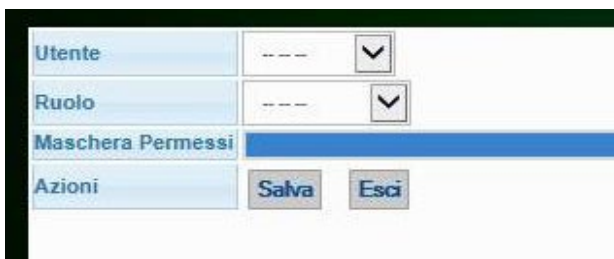 Utente ---
Ruolo ---
Maschera Permessi
Azioni Salva Esci